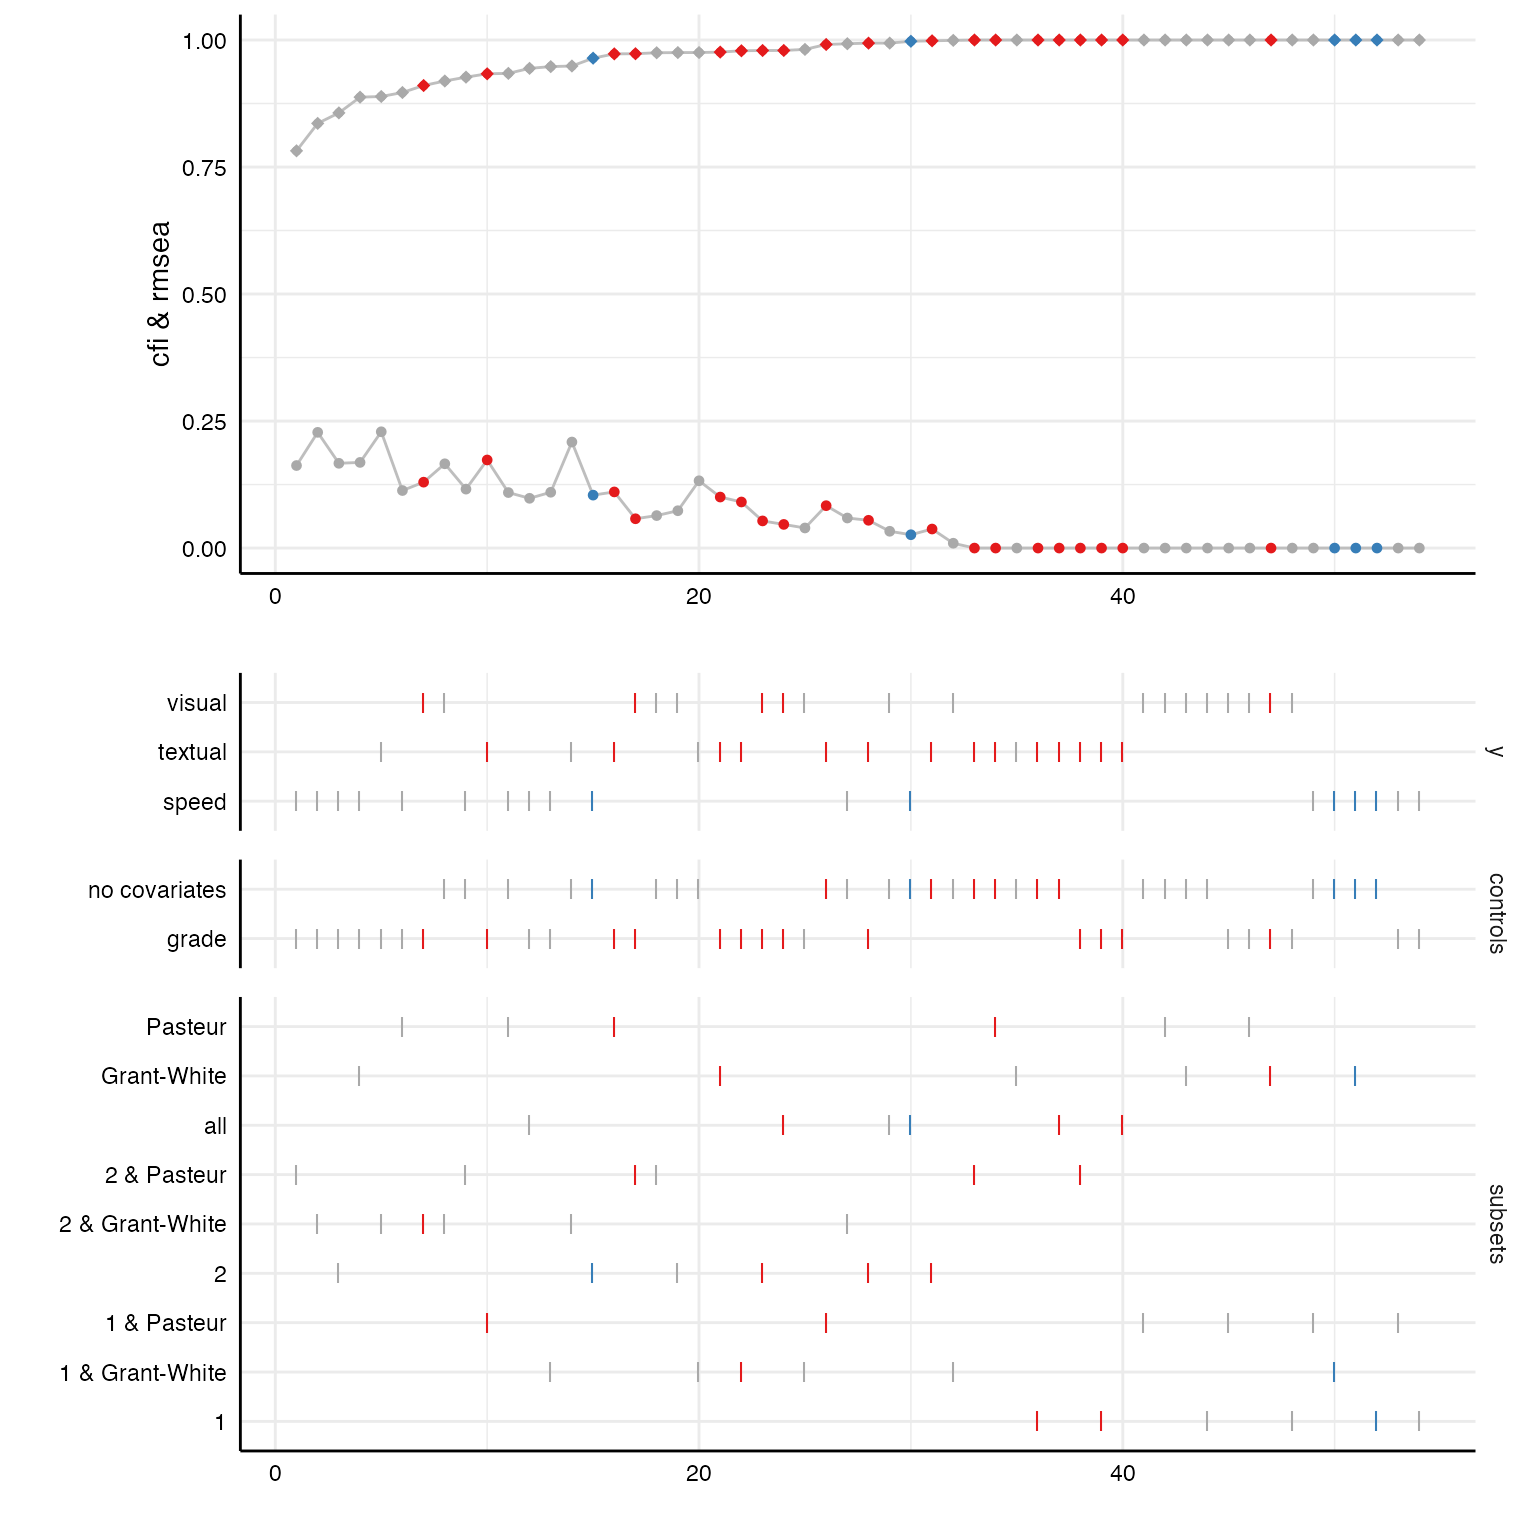 1.00
0.75
0.50
0.25
0.00
cfi & rmsea
0 20 40
visual
textual
speed
y
no covariates
grade
controls
Pasteur
Grant-White
all
2 & Pasteur
2 & Grant-White
2
1 & Pasteur
1 & Grant-White
1
subsets
0 20 40